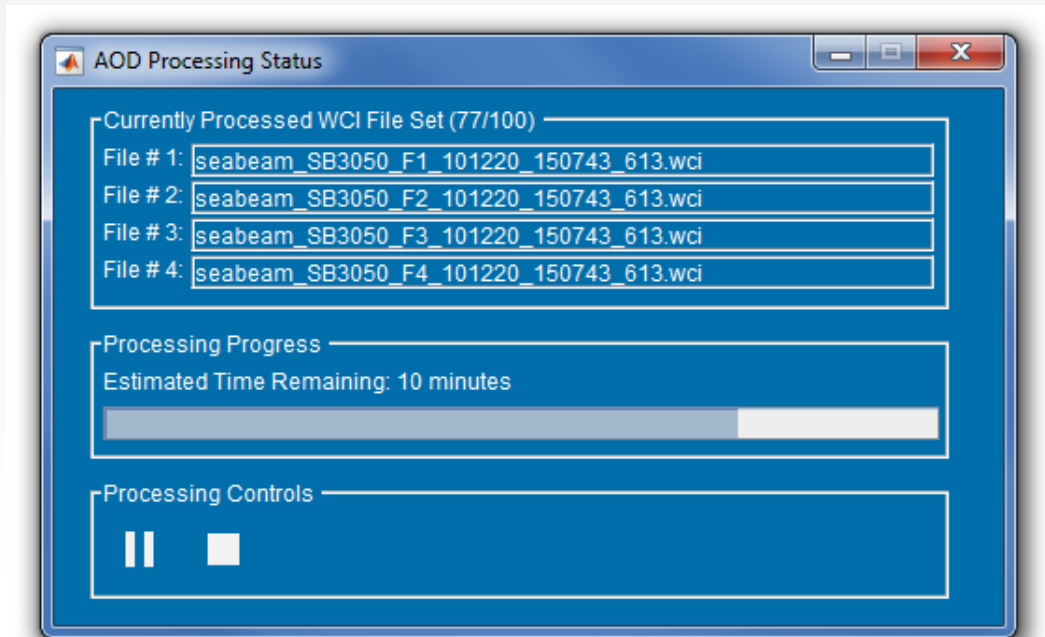 AOD Processing Status
Currently Processed WCI File Set (77/100)
File # 1: seabeam_SB3050_F1_101220_150743_613.wci
File # 2: seabeam_SB3050_F2_101220_150743_613.wci
File # 3: seabeam_SB3050_F3_101220_150743_613.wci
File # 4: seabeam_SB3050_F4_101220_150743_613.wci
Processing Progress
Estimated Time Remaining: 10 minutes
Processing Controls